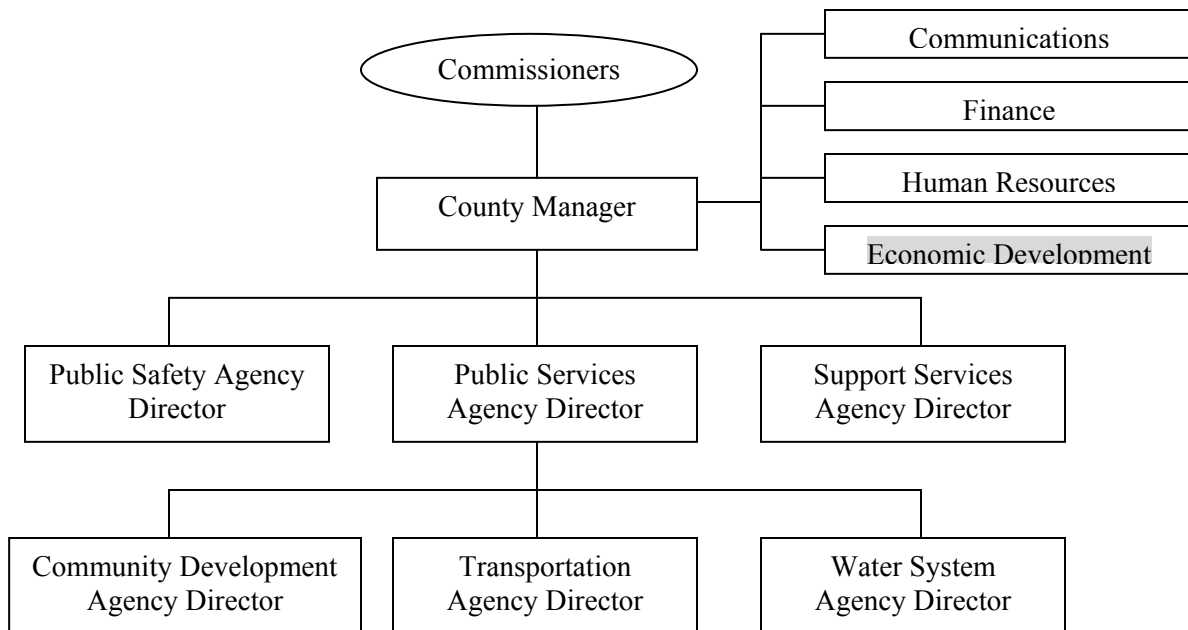 Commissioners
County Manager
Communications
Finance
Human Resources
Economic Development
Public Safety Agency
Director
Public Services
Agency Director
Support Services
Agency Director
Community Development
Agency Director
Transportation
Agency Director
Water System
Agency Director